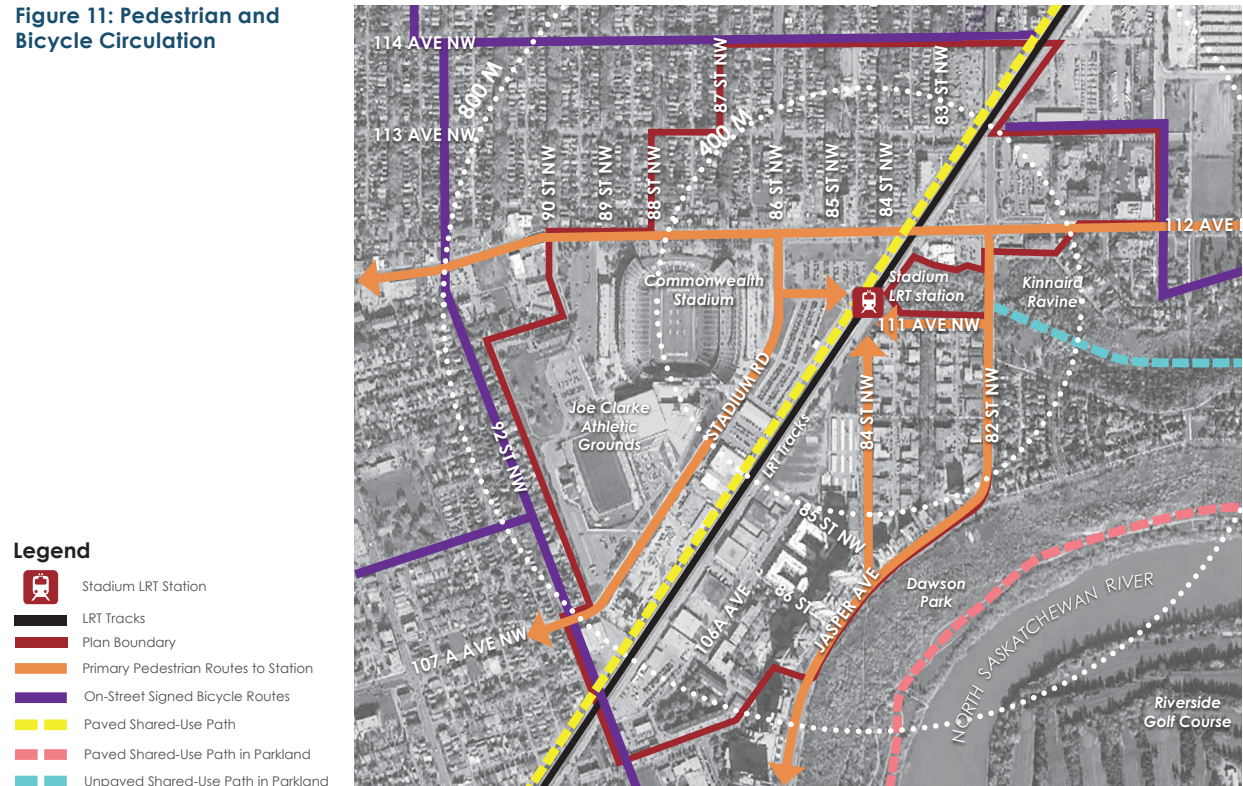 Figure 11: Pedestrian and
Bicycle Circulation
114 AVE NW
800 M
87 ST NW
83 ST NW
113 AVE NW
400 M
90 ST NW
89 ST NW
88 ST NW
86 ST NW
85 ST NW
84 ST NW
112 AVE
Commonwealth
Stadium
Stadium
LRT station
Kinnaird
Ravine
111 AVE NW
STADIUM RD
Joe Clarke
Athletic
Grounds
92 ST NW
LRT Tracks
84 ST NW
82 ST NW
85 ST NW
86 ST
Dawson
Park
JASPER AVE
106A AVE
107 A AVE NW
NORTH SASKATCHEWAN RIVER
Riverside
Golf Course
Legend
Stadium LRT Station
LRT Tracks
Plan Boundary
Primary Pedestrian Routes to Station
On-Street Signed Bicycle Routes
Paved Shared-Use Path
Paved Shared-Use Path in Parkland
Unpaved Shared-Use Path in Parkland